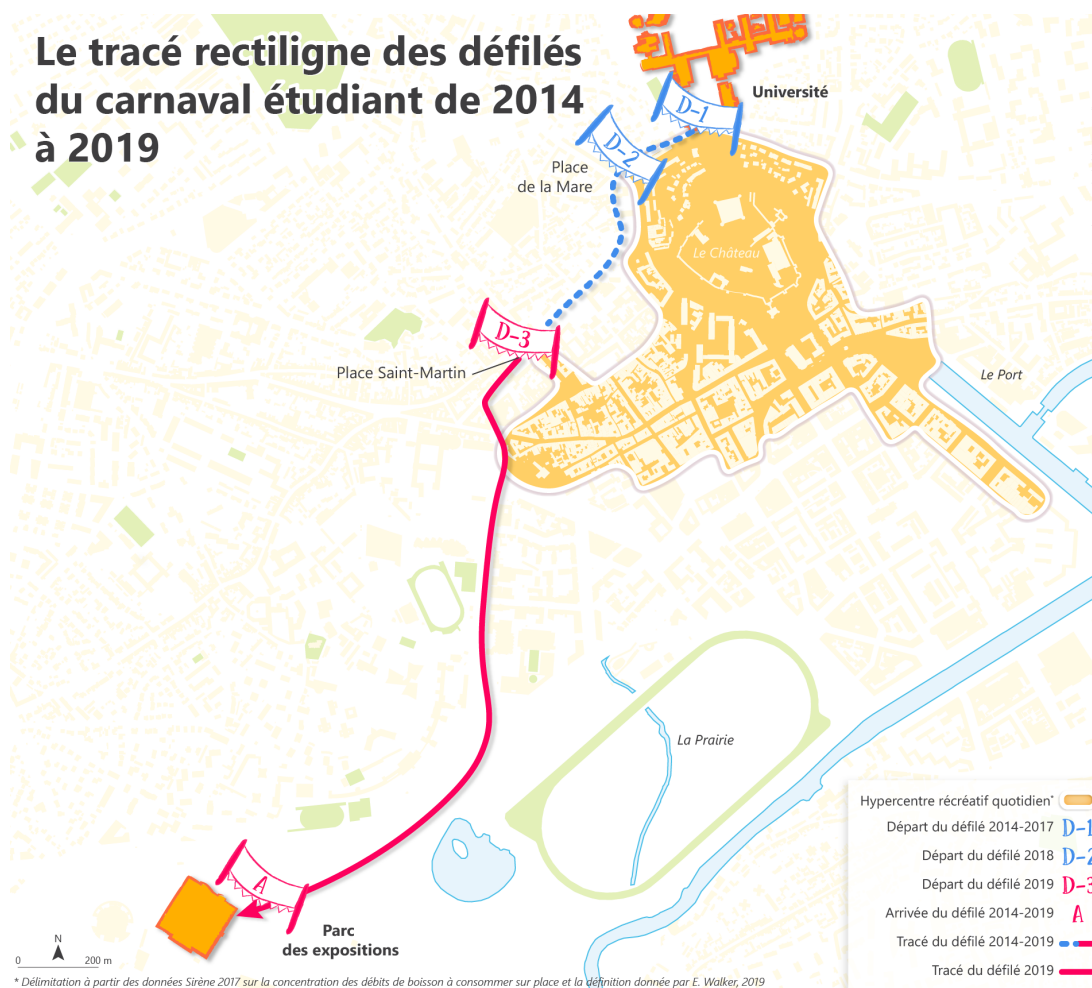 Le tracé rectiligne des défilés
du carnaval étudiant de 2014
à 2019
Université
D-1
D-2
Place
de la Mare
Le Château
D-3
Place Saint-Martin
Le Port
La Prairie
A
Parc
des expositions
Hypercentre récréatif quotidien*
Départ du défilé 2014-2017 D-1
Départ du défilé 2018 D-2
Départ du défilé 2019 D-3
Arrivée du défilé 2014-2019 A
Tracé du défilé 2014-2019
Tracé du défilé 2019
N
0 200 m
* Délimitation à partir des données Sirène 2017 sur la concentration des débits de boisson à consommer sur place et la définition donnée par E. Walker, 2019